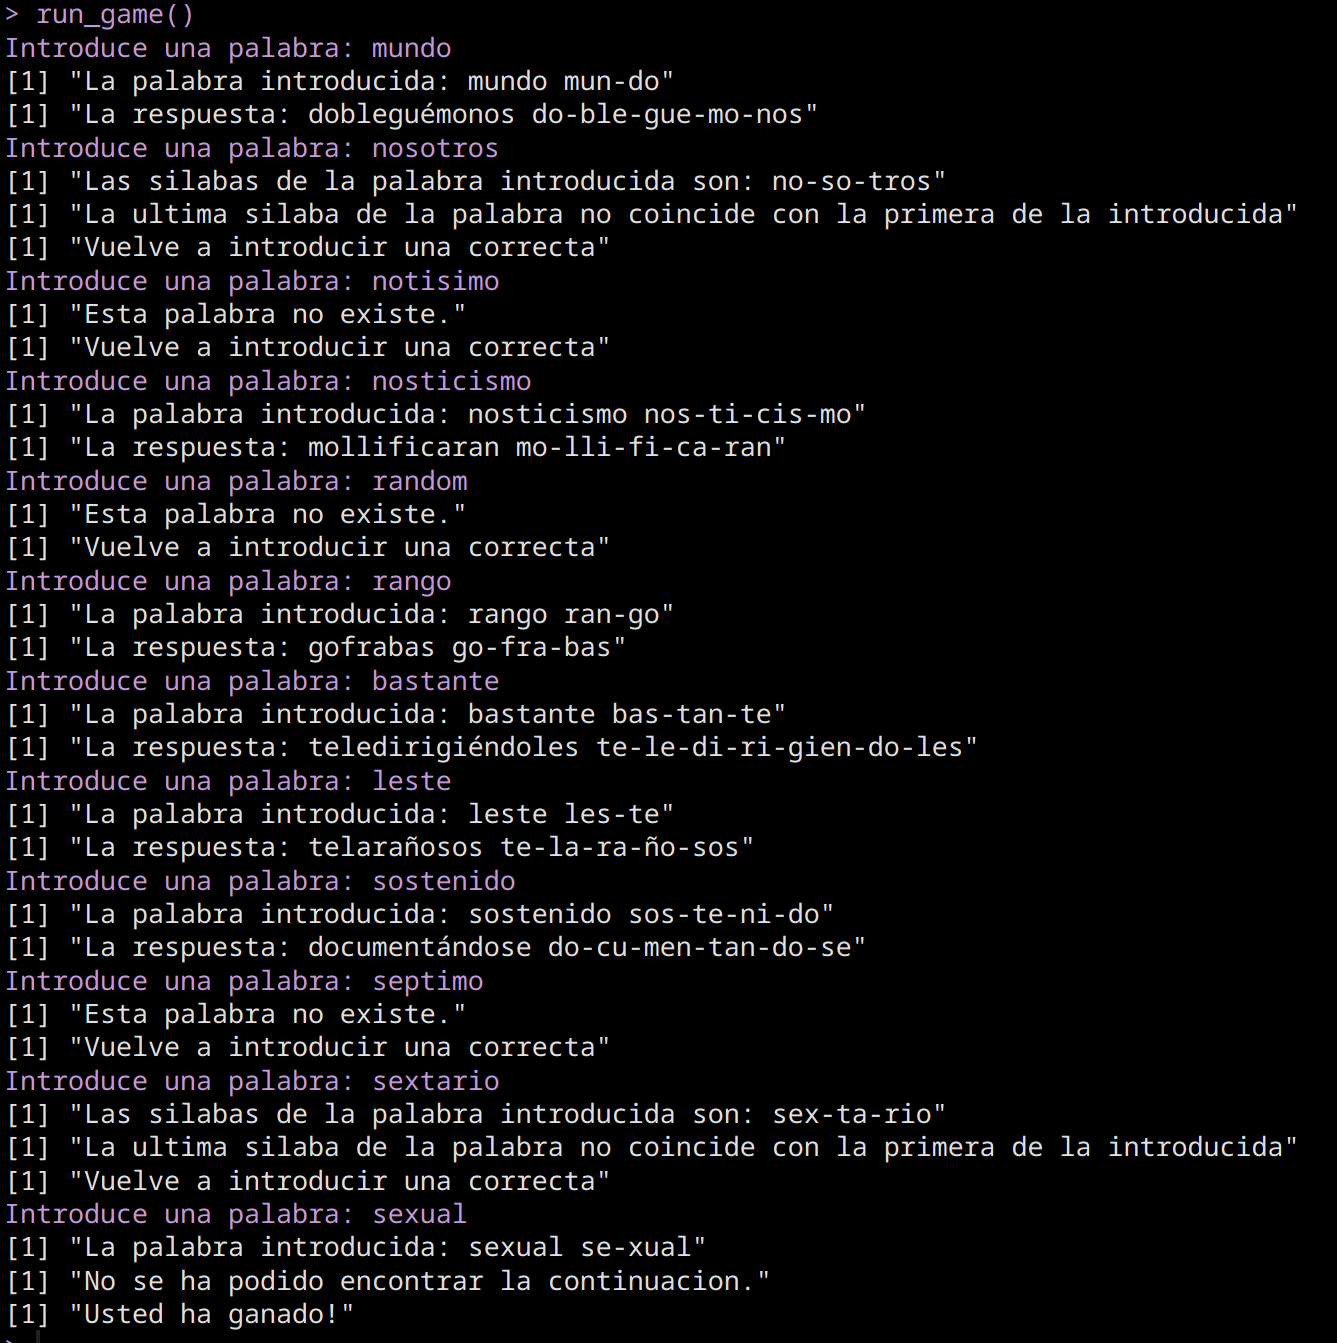 > run_game()
Introduce una palabra: mundo
[1] "La palabra introducida: mundo mun-do"
[1] "La respuesta: dobleguémonos do-ble-gue-mo-nos"
Introduce una palabra: nosotros
[1] "Las silabas de la palabra introducida son: no-so-tros"
[1] "La ultima silaba de la palabra no coincide con la primera de la introducida"
[1] "Vuelve a introducir una correcta"
Introduce una palabra: notisimo
[1] "Esta palabra no existe."
[1] "Vuelve a introducir una correcta"
Introduce una palabra: nosticismo
[1] "La palabra introducida: nosticismo nos-ti-cis-mo"
[1] "La respuesta: mollificaran mo-lli-fi-ca-ran"
Introduce una palabra: random
[1] "Esta palabra no existe."
[1] "Vuelve a introducir una correcta"
Introduce una palabra: rango
[1] "La palabra introducida: rango ran-go"
[1] "La respuesta: gofrabas go-fra-bas"
Introduce una palabra: bastante
[1] "La palabra introducida: bastante bas-tan-te"
[1] "La respuesta: teledirigiéndoles te-le-di-ri-gien-do-les"
Introduce una palabra: leste
[1] "La palabra introducida: leste les-te"
[1] "La respuesta: telarañosos te-la-ra-ño-sos"
Introduce una palabra: sostenido
[1] "La palabra introducida: sostenido sos-te-ni-do"
[1] "La respuesta: documentándose do-cu-men-tan-do-se"
Introduce una palabra: septimo
[1] "Esta palabra no existe."
[1] "Vuelve a introducir una correcta"
Introduce una palabra: sextario
[1] "Las silabas de la palabra introducida son: sex-ta-rio"
[1] "La ultima silaba de la palabra no coincide con la primera de la introducida"
[1] "Vuelve a introducir una correcta"
Introduce una palabra: sexual
[1] "La palabra introducida: sexual se-xual"
[1] "No se ha podido encontrar la continuacion."
[1] "Usted ha ganado!"